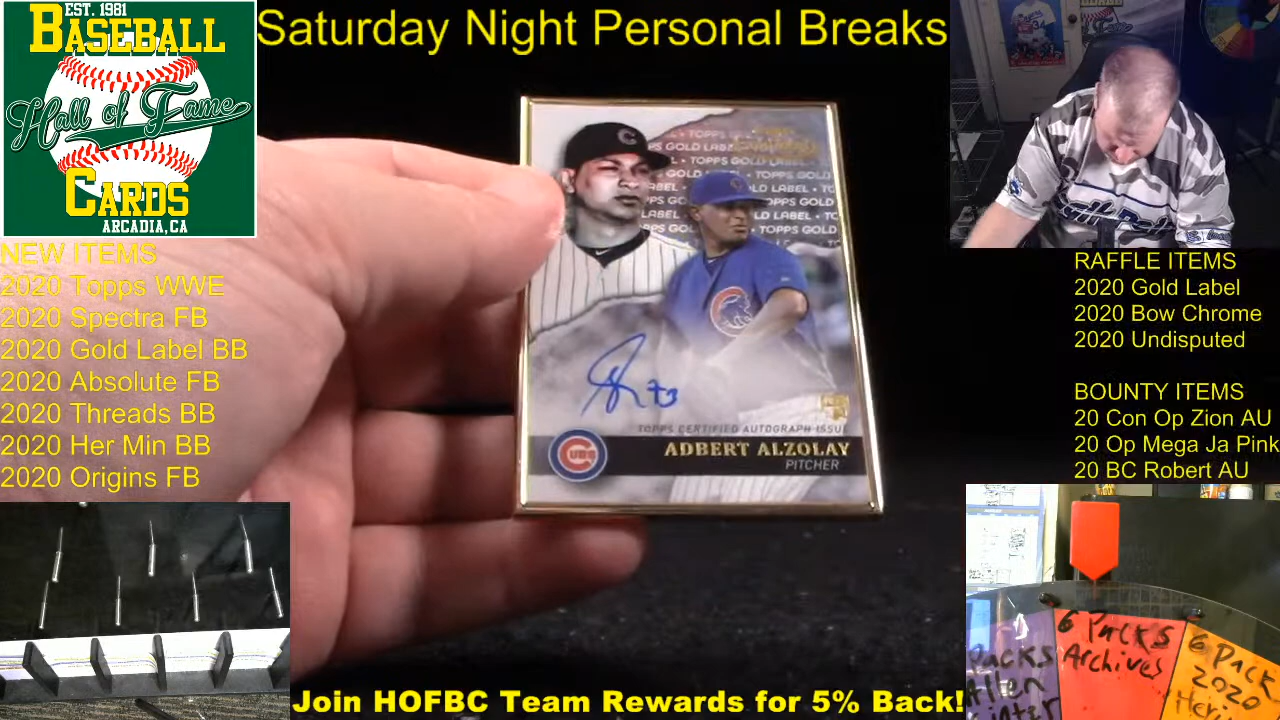 EST. 1981
BASEBALL
Hall of Fame
CARDS
ARCADIA, CA
Saturday Night Personal Breaks
NEW ITEMS
2020 Topps WWE
2020 Spectra FB
2020 Gold Label BB
2020 Absolute FB
2020 Threads BB
2020 Her Min BB
2020 Origins FB
TOPPS GOLD LABEL
C
CUBS
TOPPS CERTIFIED AUTOGRAPH ISSUE
ADBERT ALZOLAY
PITCHER
RAFFLE ITEMS
2020 Gold Label
2020 Bow Chrome
2020 Undisputed
BOUNTY ITEMS
20 Con Op Zion AU
20 Op Mega Ja Pink
20 BC Robert AU
6 Packs
Archives
6 Pack
2020
Join HOFBC Team Rewards for 5% Back!